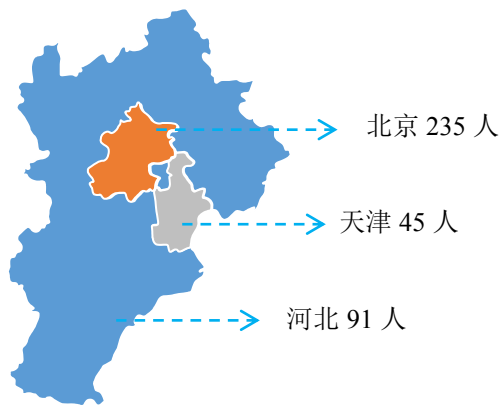 北京 235 人
天津 45 人
河北 91 人